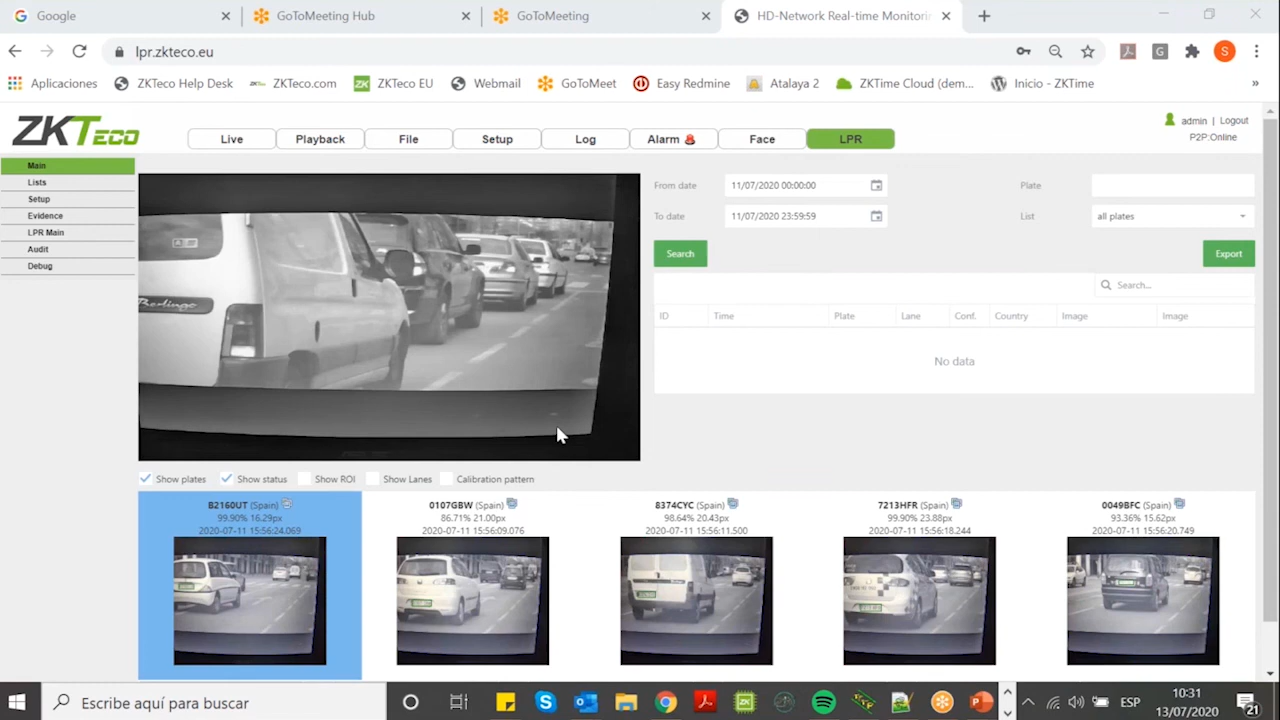 Google
GoToMeeting Hub
GoToMeeting
HD-Network Real-time Monitorin
lpr.zkteco.eu
Aplicaciones
ZKTeco Help Desk
ZKTeco.com
ZKTeco EU
Webmail
GoToMeet
Easy Redmine
Atalaya 2
ZKTime Cloud (dem...
Inicio - ZKTime
»
ZKTECO
Live
Playback
File
Setup
Log
Alarm
Face
LPR
admin | Logout
P2P:Online
Main
Lists
Setup
Evidence
LPR Main
Audit
Debug
Berlingo
From date
11/07/2020 00:00:00
Plate
To date
11/07/2020 23:59:59
List
all plates
Search
Export
Search...
ID
Time
Plate
Lane
Conf.
Country
Image
Image
No data
Show plates
Show status
Show ROI
Show Lanes
Calibration pattern
B2160UT (Spain)
99.90% 16.29px
2020-07-11 15:56:24.069
0107GBW (Spain)
86.71% 21.00px
2020-07-11 15:56:09.076
8374CYC (Spain)
98.64% 20.43px
2020-07-11 15:56:11.500
7213HFR (Spain)
99.90% 23.88px
2020-07-11 15:56:18.244
0049BFC (Spain)
93.36% 15.62px
2020-07-11 15:56:20.749
Escribe aquí para buscar
ESP
10:31
13/07/2020
21